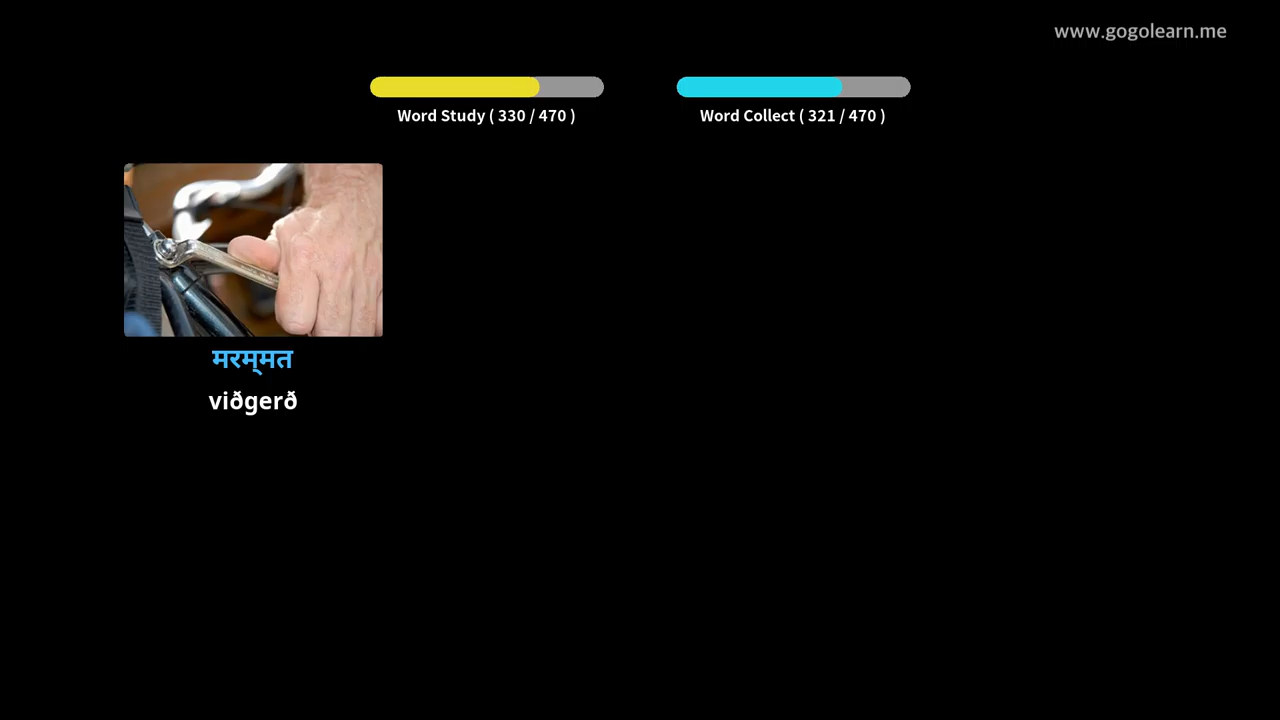 www.gogolearn.me
Word Study ( 330 / 470 )
Word Collect ( 321 / 470 )
मरम्मत
viðgerð